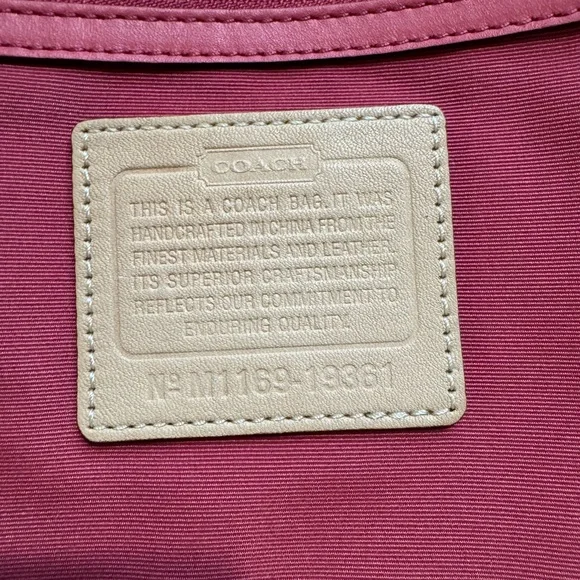 COACH
THIS IS A COACH BAG. IT WAS
HANDCRAFTED IN CHINA FROM THE
FINEST MATERIALS AND LEATHER.
ITS SUPERIOR CRAFTSMANSHIP
REFLECTS OUR COMMITMENT TO
ENDURING QUALITY.
Nº M1169-19361